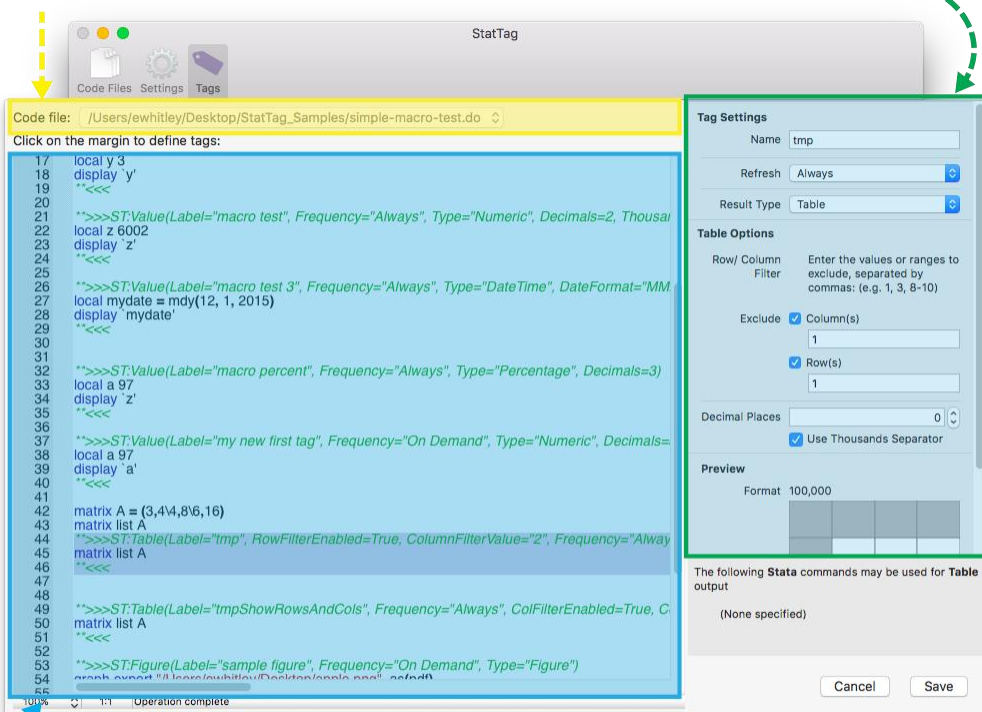 StatTag
Code Files Settings Tags
Code file: /Users/ewhitley/Desktop/StatTag_Samples/simple-macro-test.do
Click on the margin to define tags:
17 local y 3
18 display `y'
19 **<<<
20
21 **>>>ST:Value(Label="macro test", Frequency="Always", Type="Numeric", Decimals=2, Thousa
22 local z 6002
23 display `z'
24 **<<<
25
26 **>>>ST:Value(Label="macro test 3", Frequency="Always", Type="DateTime", DateFormat="MM
27 local mydate = mdy(12, 1, 2015)
28 display `mydate'
29 **<<<
30
31
32 **>>>ST:Value(Label="macro percent", Frequency="Always", Type="Percentage", Decimals=3)
33 local a 97
34 display `z'
35 **<<<
36
37 **>>>ST:Value(Label="my new first tag", Frequency="On Demand", Type="Numeric", Decimals=
38 local a 97
39 display `a'
40 **<<<
41
42 matrix A = (3,4\4,8\6,16)
43 matrix list A
44 **>>>ST:Table(Label="tmp", RowFilterEnabled=True, ColumnFilterValue="2", Frequency="Alway
45 matrix list A
46 **<<<
47
48
49 **>>>ST:Table(Label="tmpShowRowsAndCols", Frequency="Always", ColFilterEnabled=True, C
50 matrix list A
51 **<<<
52
53 **>>>ST:Figure(Label="sample figure", Frequency="On Demand", Type="Figure")
54 graph export "/Users/ewhitley/Desktop/apple.png", as(pdf)
55
100% 1:1 Operation complete
Tag Settings
Name tmp
Refresh Always
Result Type Table
Table Options
Row/ Column Filter
Enter the values or ranges to
exclude, separated by
commas: (e.g. 1, 3, 8-10)
Exclude Column(s)
1
Row(s)
1
Decimal Places 0
Use Thousands Separator
Preview
Format 100,000
The following Stata commands may be used for Table
output
(None specified)
Cancel Save